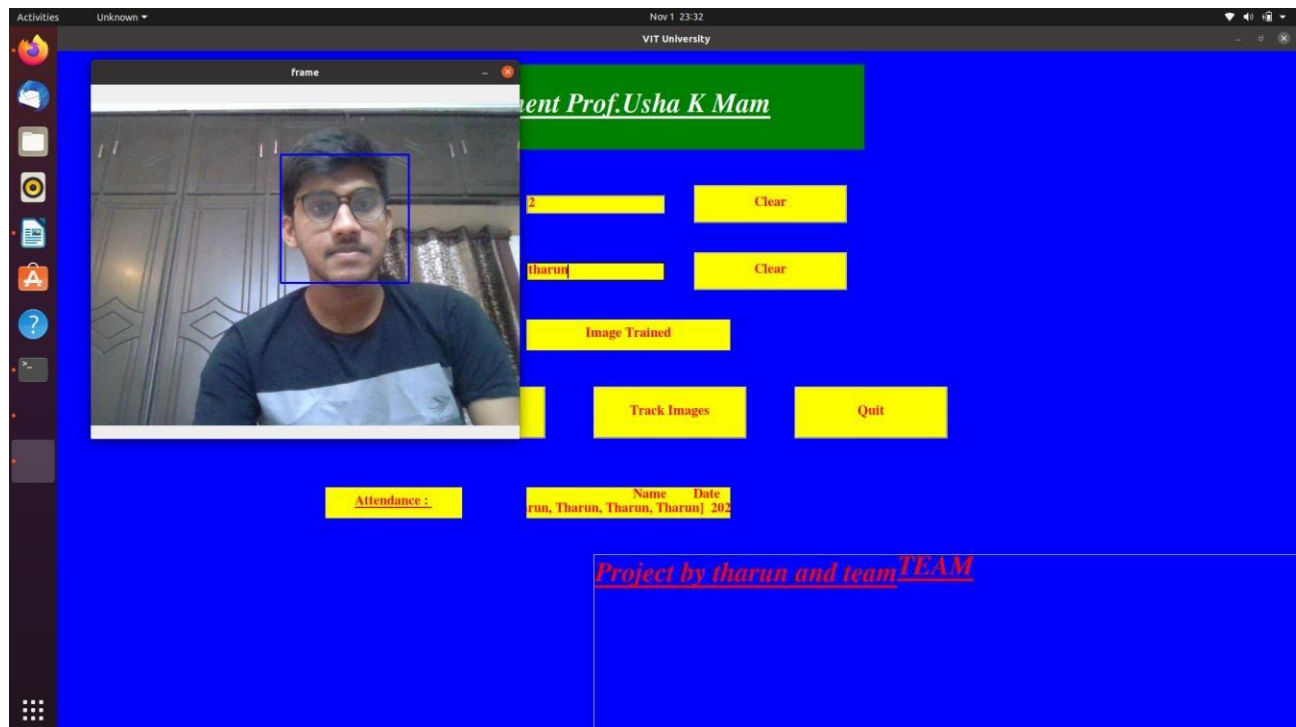 Activities Unknown Nov 1 23:32
VIT University
frame
ent Prof.Usha K Mam
2 Clear
tharun Clear
Image Trained
Track Images Quit
Attendance :
Name Date
run, Tharun, Tharun, Tharun] 202
Project by tharun and team TEAM